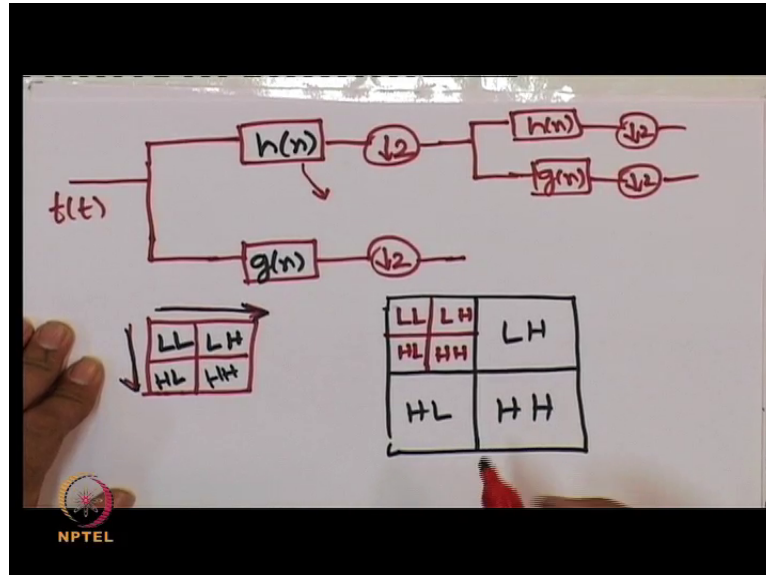 h(n) ↓2 h(n) ↓2
f(t) g(n) ↓2
g(n) ↓2
LL LH
HL HH
LL LH LH
HL HH
HL HH
NPTEL